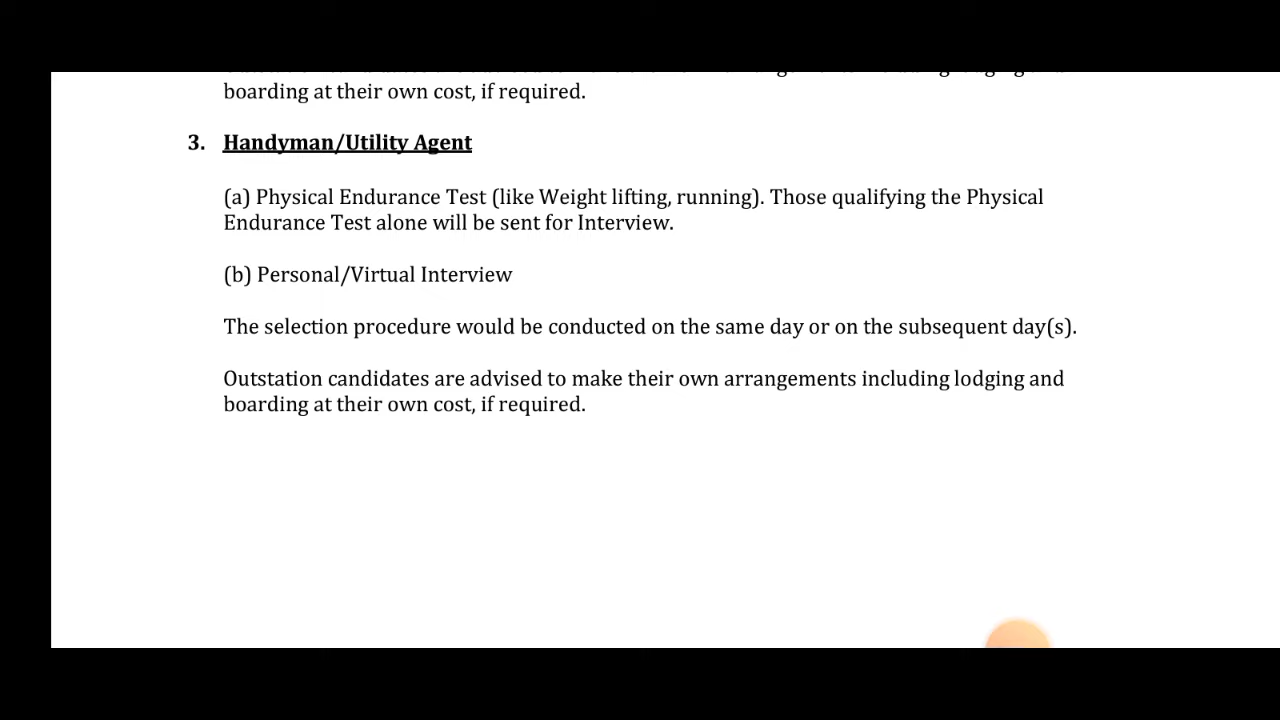 boarding at their own cost, if required.
3. Handyman/Utility Agent
(a) Physical Endurance Test (like Weight lifting, running). Those qualifying the Physical
Endurance Test alone will be sent for Interview.
(b) Personal/Virtual Interview
The selection procedure would be conducted on the same day or on the subsequent day(s).
Outstation candidates are advised to make their own arrangements including lodging and
boarding at their own cost, if required.